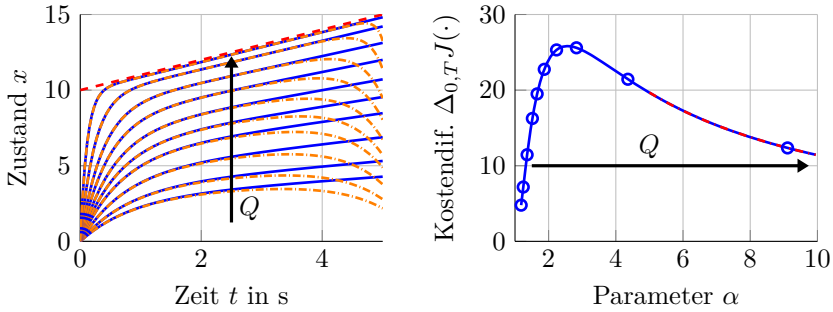 15
10
5
0
0
2
4
Zustand x
Zeit t in s
Q
30
20
10
0
2
4
6
8
10
Kostendif. Δ₀,T J(·)
Parameter α
Q